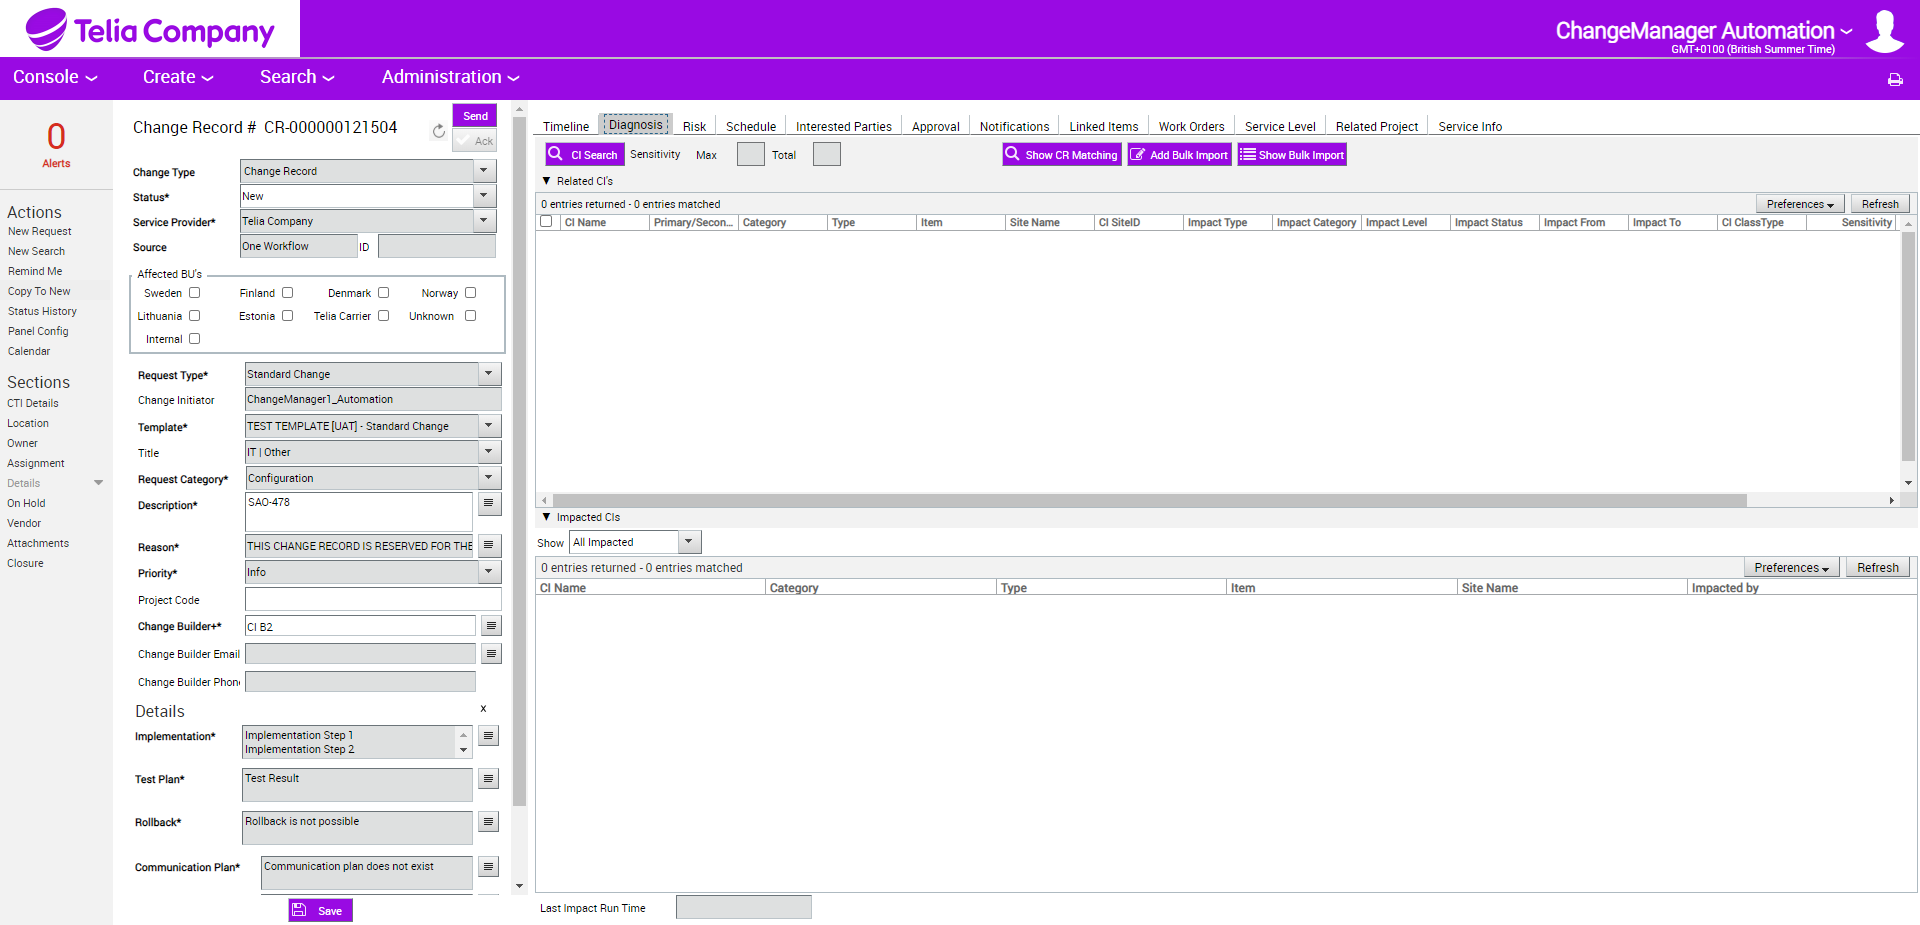 Telia Company
ChangeManager Automation
GMT+0100 (British Summer Time)
Console
Create
Search
Administration
0
Alerts
Actions
New Request
New Search
Remind Me
Copy To New
Status History
Panel Config
Calendar
Sections
CTI Details
Location
Owner
Assignment
Details
On Hold
Vendor
Attachments
Closure
Change Record # CR-000000121504
Send
Ack
Change Type Change Record
Status* New
Service Provider* Telia Company
Source One Workflow ID
Affected BU's
Sweden Finland Denmark Norway
Lithuania Estonia Telia Carrier Unknown
Internal
Request Type* Standard Change
Change Initiator ChangeManager1_Automation
Template* TEST TEMPLATE [UAT] - Standard Change
Title IT | Other
Request Category* Configuration
Description* SAO-478
Reason* THIS CHANGE RECORD IS RESERVED FOR THE
Priority* Info
Project Code
Change Builder+* CI B2
Change Builder Email
Change Builder Phon
Details x
Implementation* Implementation Step 1
Implementation Step 2
Test Plan* Test Result
Rollback* Rollback is not possible
Communication Plan* Communication plan does not exist
Save
Timeline Diagnosis Risk Schedule Interested Parties Approval Notifications Linked Items Work Orders Service Level Related Project Service Info
CI Search Sensitivity Max Total Show CR Matching Add Bulk Import Show Bulk Import
Related CI's
0 entries returned - 0 entries matched Preferences Refresh
CI Name Primary/Secon... Category Type Item Site Name CI SiteID Impact Type Impact Category Impact Level Impact Status Impact From Impact To CI ClassType Sensitivity
Impacted CIs
Show All Impacted
0 entries returned - 0 entries matched Preferences Refresh
CI Name Category Type Item Site Name Impacted by
Last Impact Run Time